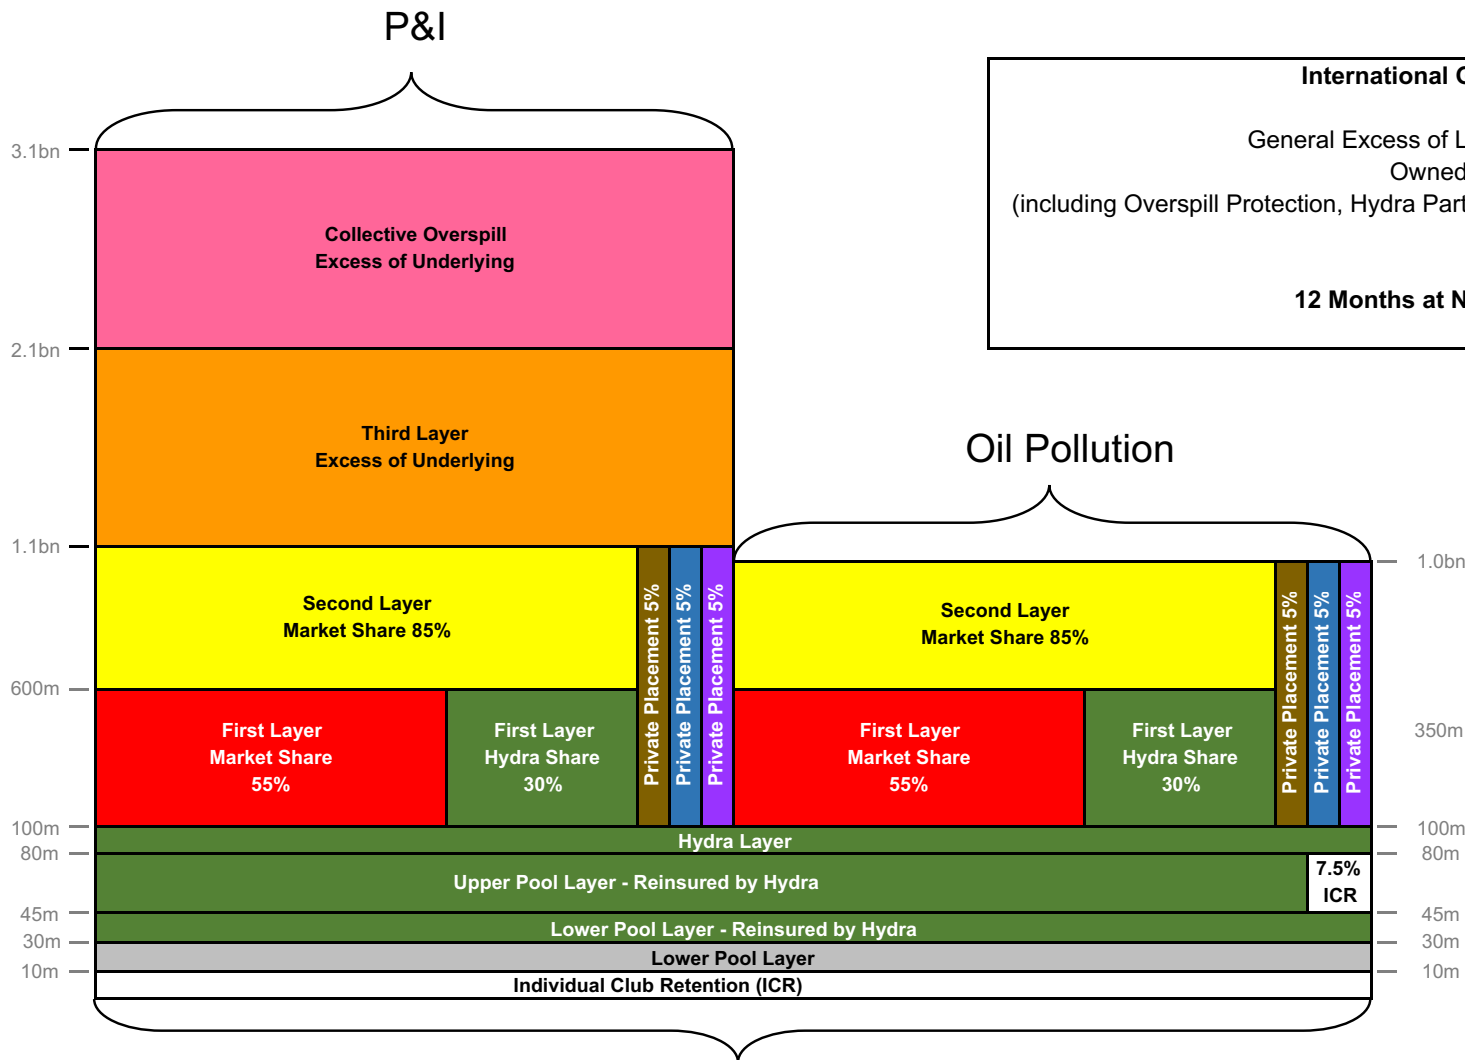 P&I
International
General Excess of
Owned
(including Overspill Protection, Hydra
12 Months at
3.1bn
Collective Overspill
Excess of Underlying
2.1bn
Third Layer
Excess of Underlying
Oil Pollution
1.1bn
1.0bn
Second Layer
Market Share 85%
Private Placement 5%
Private Placement 5%
Private Placement 5%
Second Layer
Market Share 85%
Private Placement 5%
Private Placement 5%
Private Placement 5%
600m
350m
First Layer
Market Share
55%
First Layer
Hydra Share
30%
First Layer
Market Share
55%
First Layer
Hydra Share
30%
100m
100m
Hydra Layer
80m
80m
Upper Pool Layer - Reinsured by Hydra
7.5%
ICR
45m
45m
Lower Pool Layer - Reinsured by Hydra
30m
30m
Lower Pool Layer
10m
10m
Individual Club Retention (ICR)